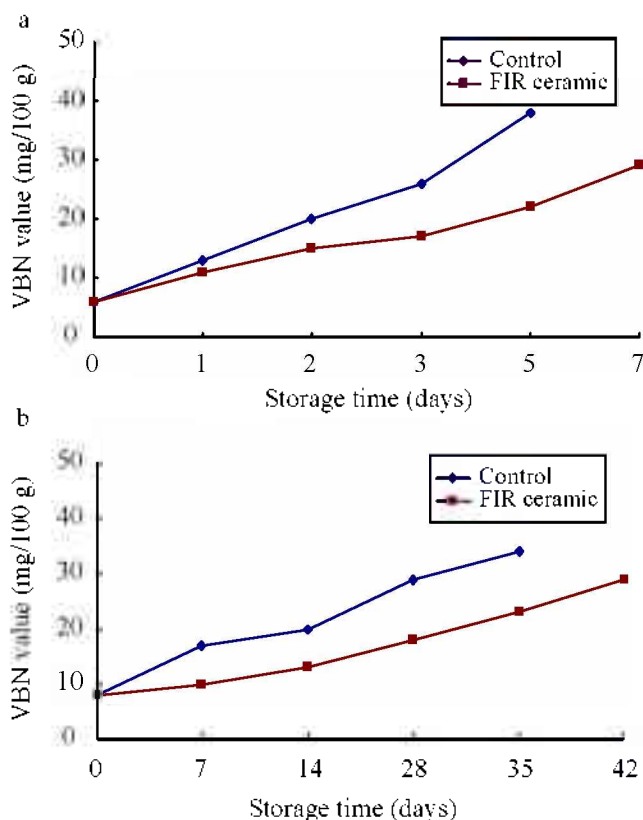 a
50
40
30
20
10
0
VBN value (mg/100 g)
Control
FIR ceramic
0 1 2 3 5 7
Storage time (days)
b
50
40
30
20
10
0
VBN value (mg/100 g)
Control
FIR ceramic
0 7 14 28 35 42
Storage time (days)